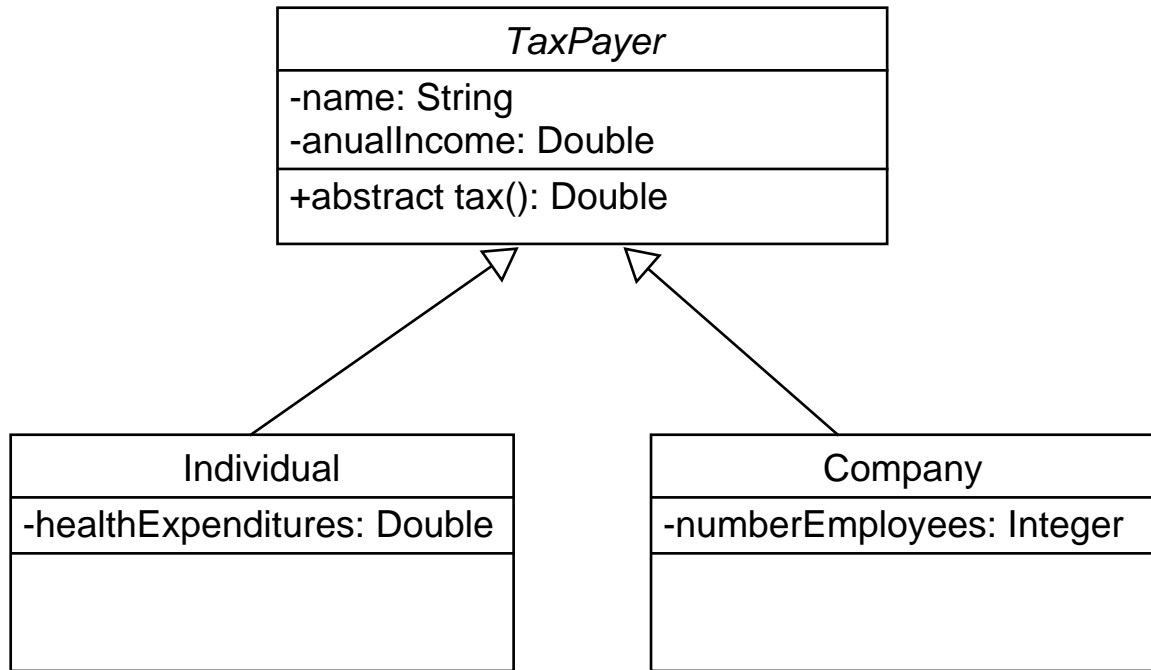 TaxPayer
-name: String
-anualIncome: Double
+abstract tax(): Double
Individual
-healthExpenditures: Double
Company
-numberEmployees: Integer